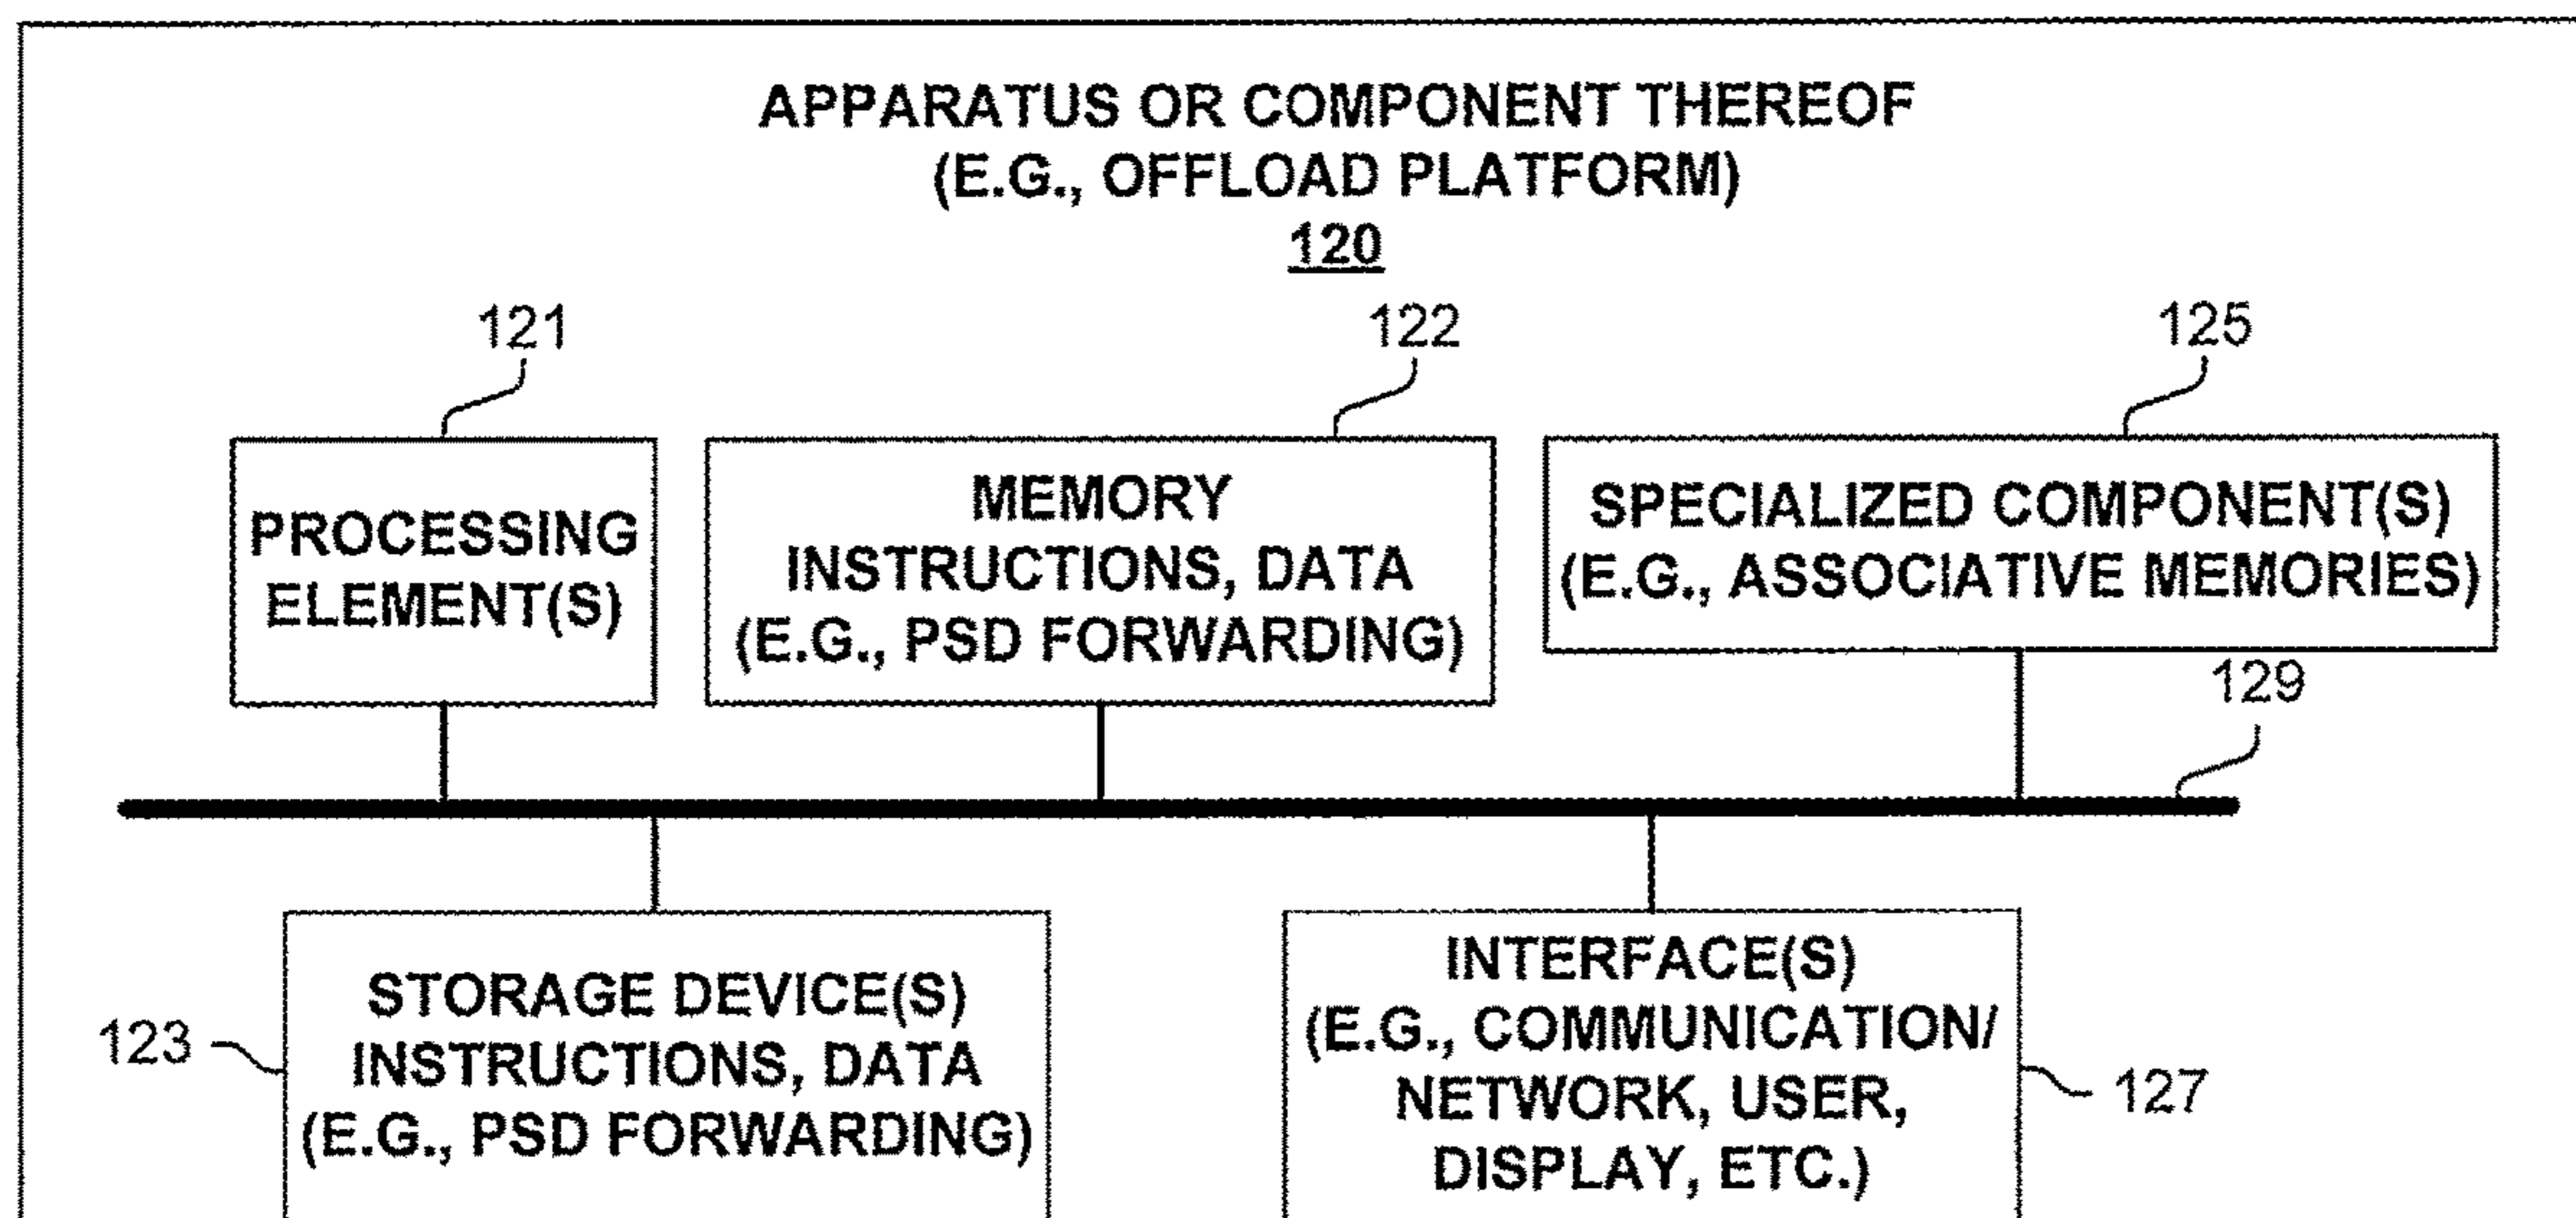 APPARATUS OR COMPONENT THEREOF
(E.G., OFFLOAD PLATFORM)
120
121
122
125
PROCESSING
ELEMENT(S)
MEMORY
INSTRUCTIONS, DATA
(E.G., PSD FORWARDING)
SPECIALIZED COMPONENT(S)
(E.G., ASSOCIATIVE MEMORIES)
129
123
STORAGE DEVICE(S)
INSTRUCTIONS, DATA
(E.G., PSD FORWARDING)
INTERFACE(S)
(E.G., COMMUNICATION/
NETWORK, USER,
DISPLAY, ETC.)
127